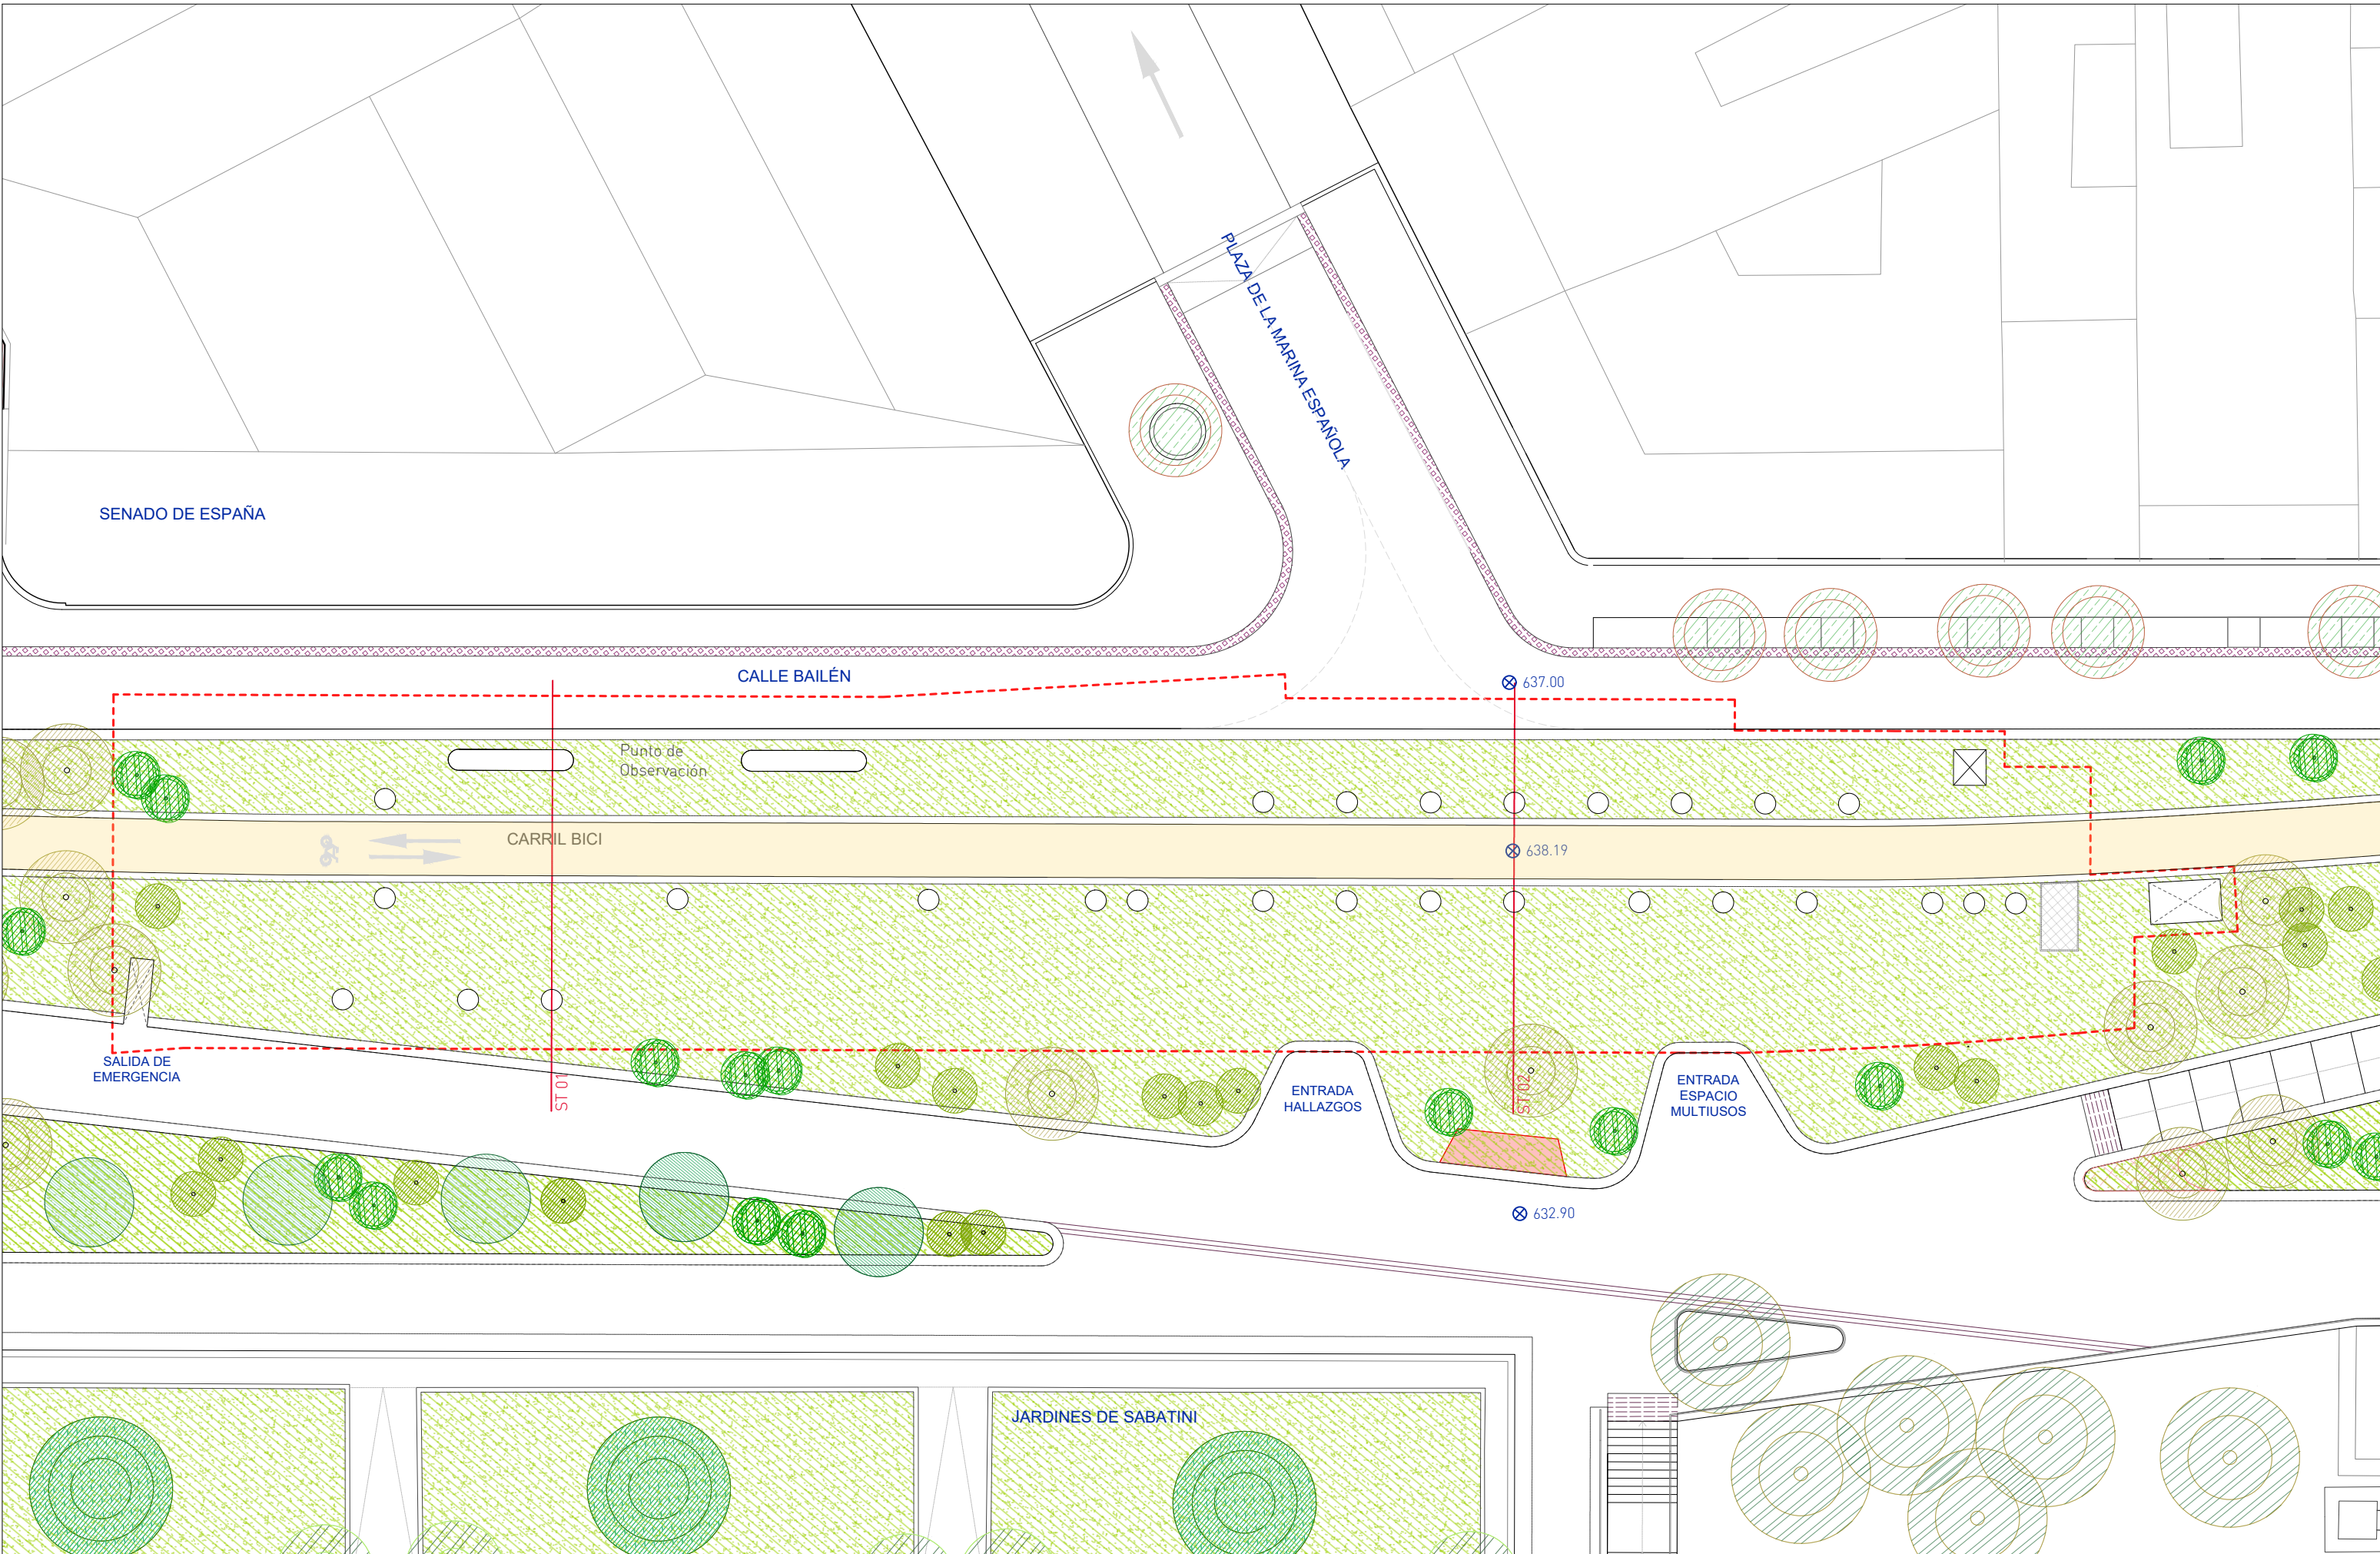 PLAZA DE LA MARINA ESPAÑOLA
SENADO DE ESPAÑA
CALLE BAILÉN
637.00
Punto de
Observación
CARRIL BICI
638.19
SALIDA DE
EMERGENCIA
ST 01
ENTRADA
HALLAZGOS
ST 02
ENTRADA
ESPACIO
MULTIUSOS
632.90
JARDINES DE SABATINI